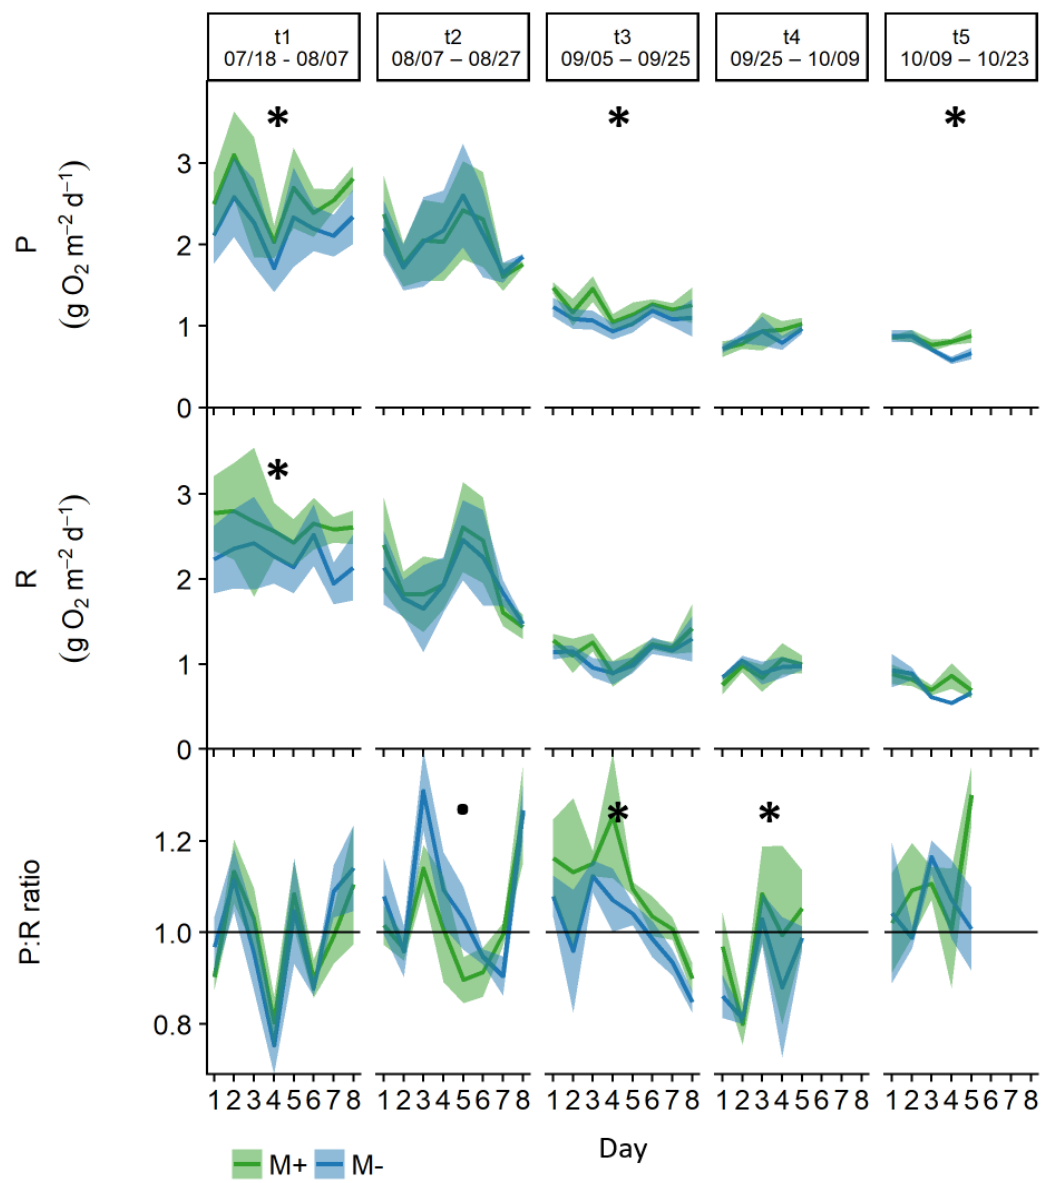 t1
07/18 - 08/07
t2
08/07 – 08/27
t3
09/05 – 09/25
t4
09/25 – 10/09
t5
10/09 – 10/23
P
(g O₂ m⁻² d⁻¹)
3
2
1
0
*
*
*
R
(g O₂ m⁻² d⁻¹)
3
2
1
0
*
P:R ratio
1.2
1.0
0.8
*
*
1 2 3 4 5 6 7 8
1 2 3 4 5 6 7 8
1 2 3 4 5 6 7 8
1 2 3 4 5 6 7 8
1 2 3 4 5 6 7 8
Day
M+ M-